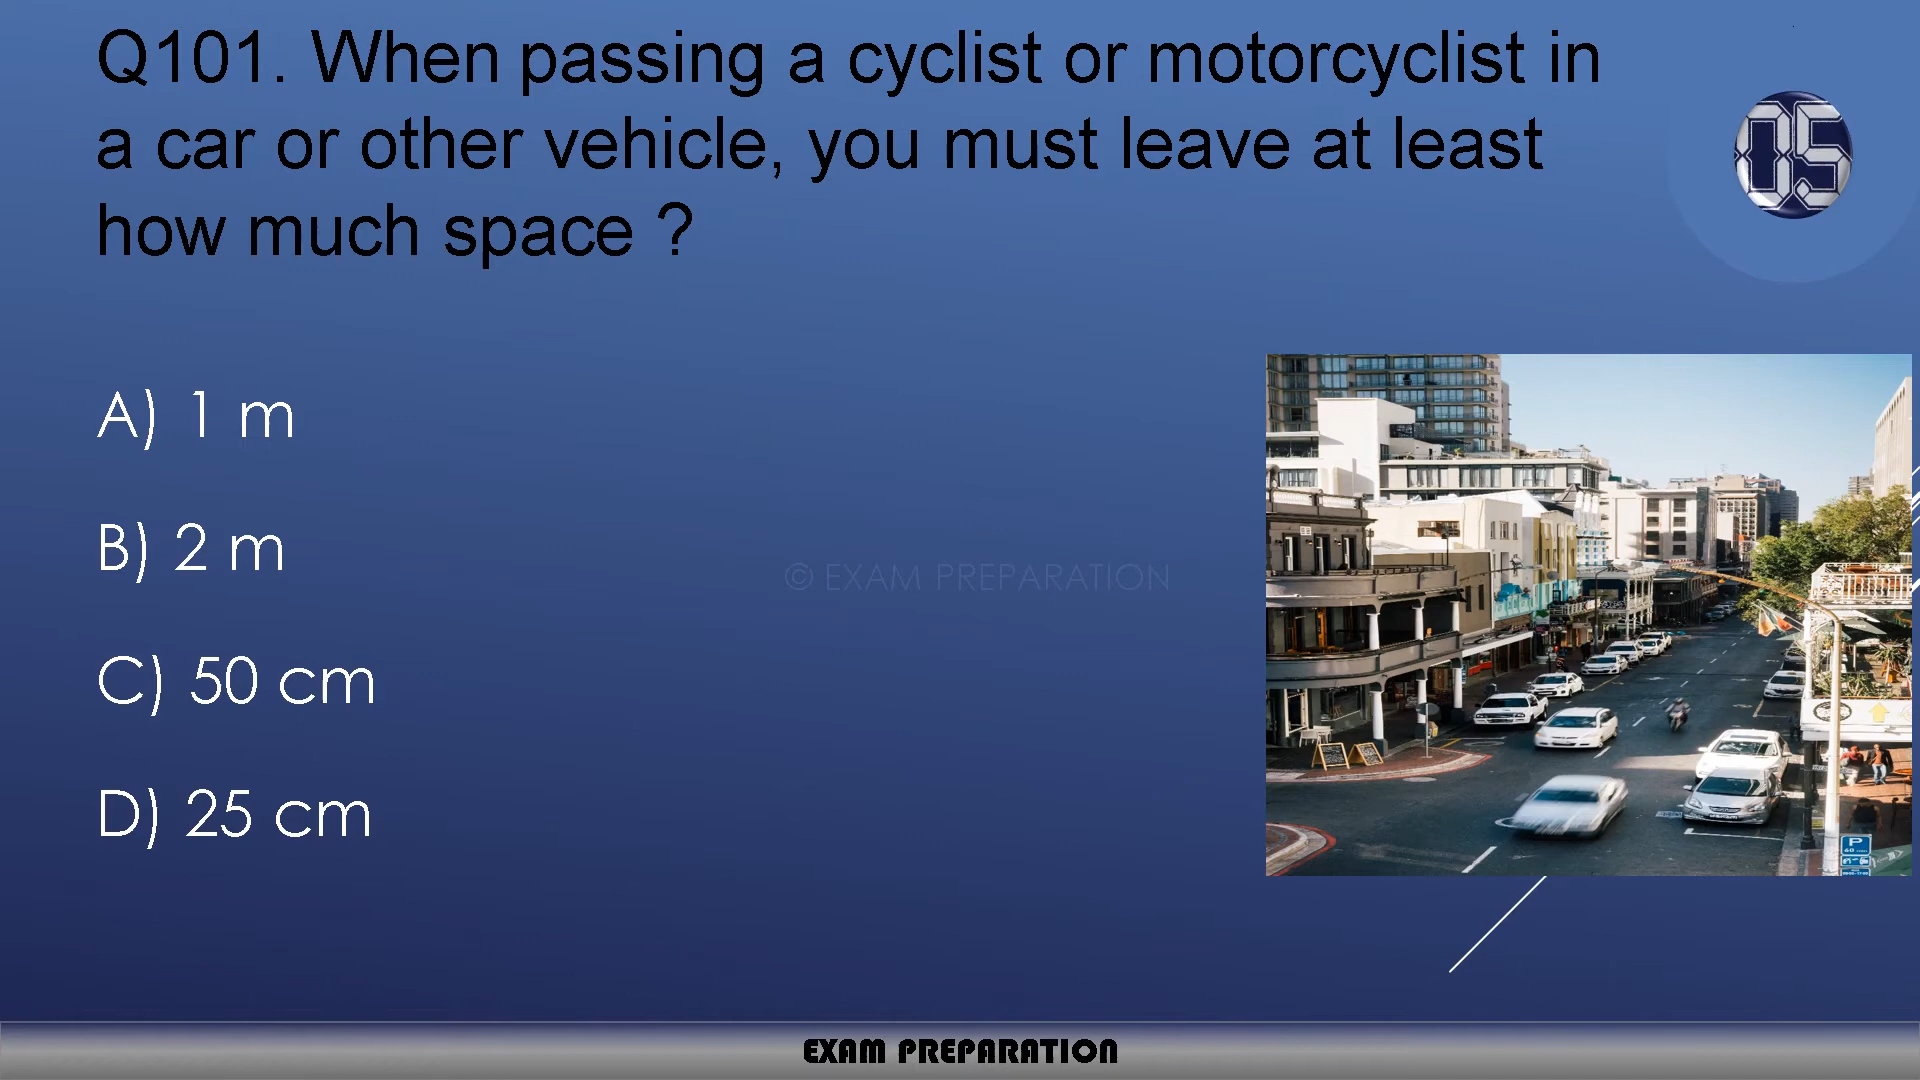 Q101. When passing a cyclist or motorcyclist in
a car or other vehicle, you must leave at least
how much space ?
05
A) 1 m
B) 2 m
C) 50 cm
D) 25 cm
© EXAM PREPARATION
P
EXAM PREPARATION